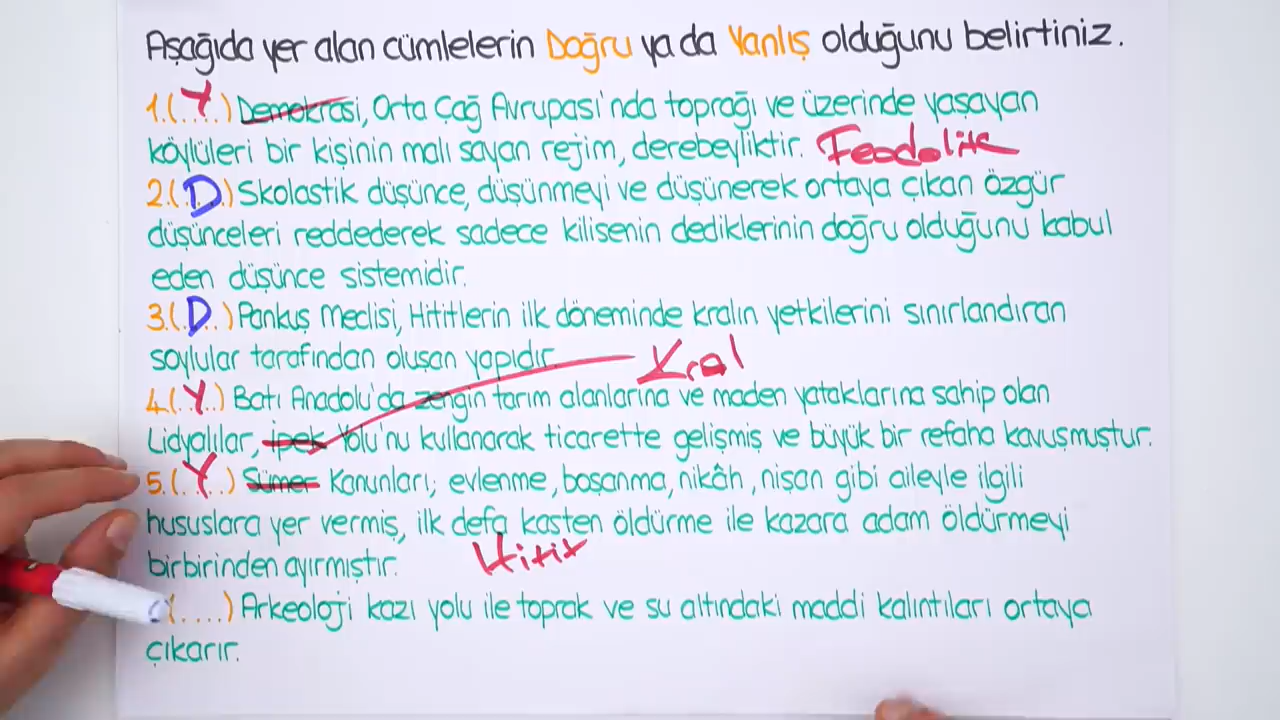 Aşağıda yer alan cümlelerin Doğru ya da Yanlış olduğunu belirtiniz.
1.(..Y..) Demokrasi, Orta Çağ Avrupası'nda toprağı ve üzerinde yaşayan
köylüleri bir kişinin malı sayan rejim, derebeyliktir. Feodalite
2.(..D..) Skolastik düşünce, düşünmeyi ve düşünerek ortaya çıkan özgür
düşünceleri reddederek sadece kilisenin dediklerinin doğru olduğunu kabul
eden düşünce sistemidir.
3.(..D..) Pankuş Meclisi, Hititlerin ilk döneminde kralın yetkilerini sınırlandıran
soylular tarafından oluşan yapıdır. Kral
4.(..Y..) Batı Anadolu'da zengin tarım alanlarına ve maden yataklarına sahip olan
Lidyalılar, İpek Yolu'nu kullanarak ticarette gelişmiş ve büyük bir refaha kavuşmuştur.
5.(..Y..) Sümer Kanunları; evlenme, boşanma, nikâh, nişan gibi aileyle ilgili
hususlara yer vermiş, ilk defa kasten öldürme ile kazara adam öldürmeyi
birbirinden ayırmıştır. Hitit
(....) Arkeoloji kazı yolu ile toprak ve su altındaki maddi kalıntıları ortaya
çıkarır.